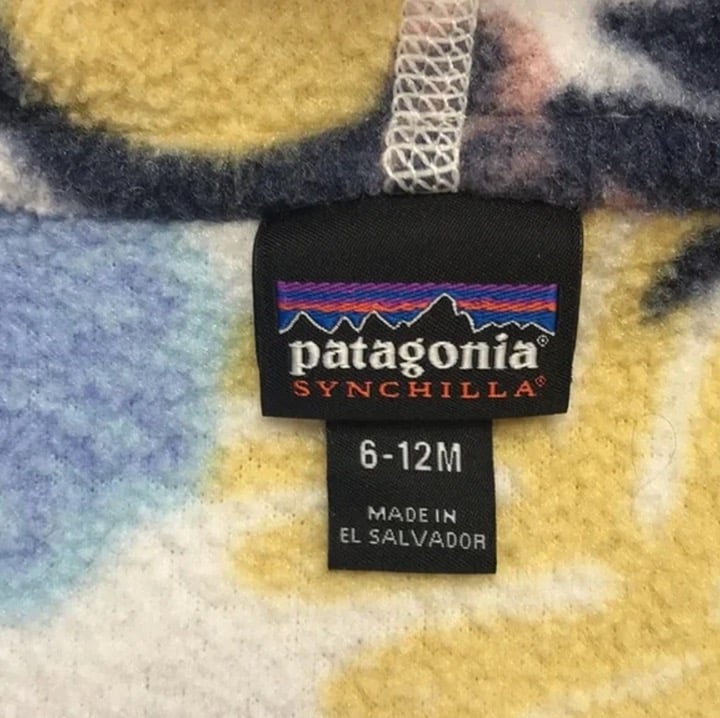 patagonia®
SYNCHILLA®
6-12M
MADE IN
EL SALVADOR